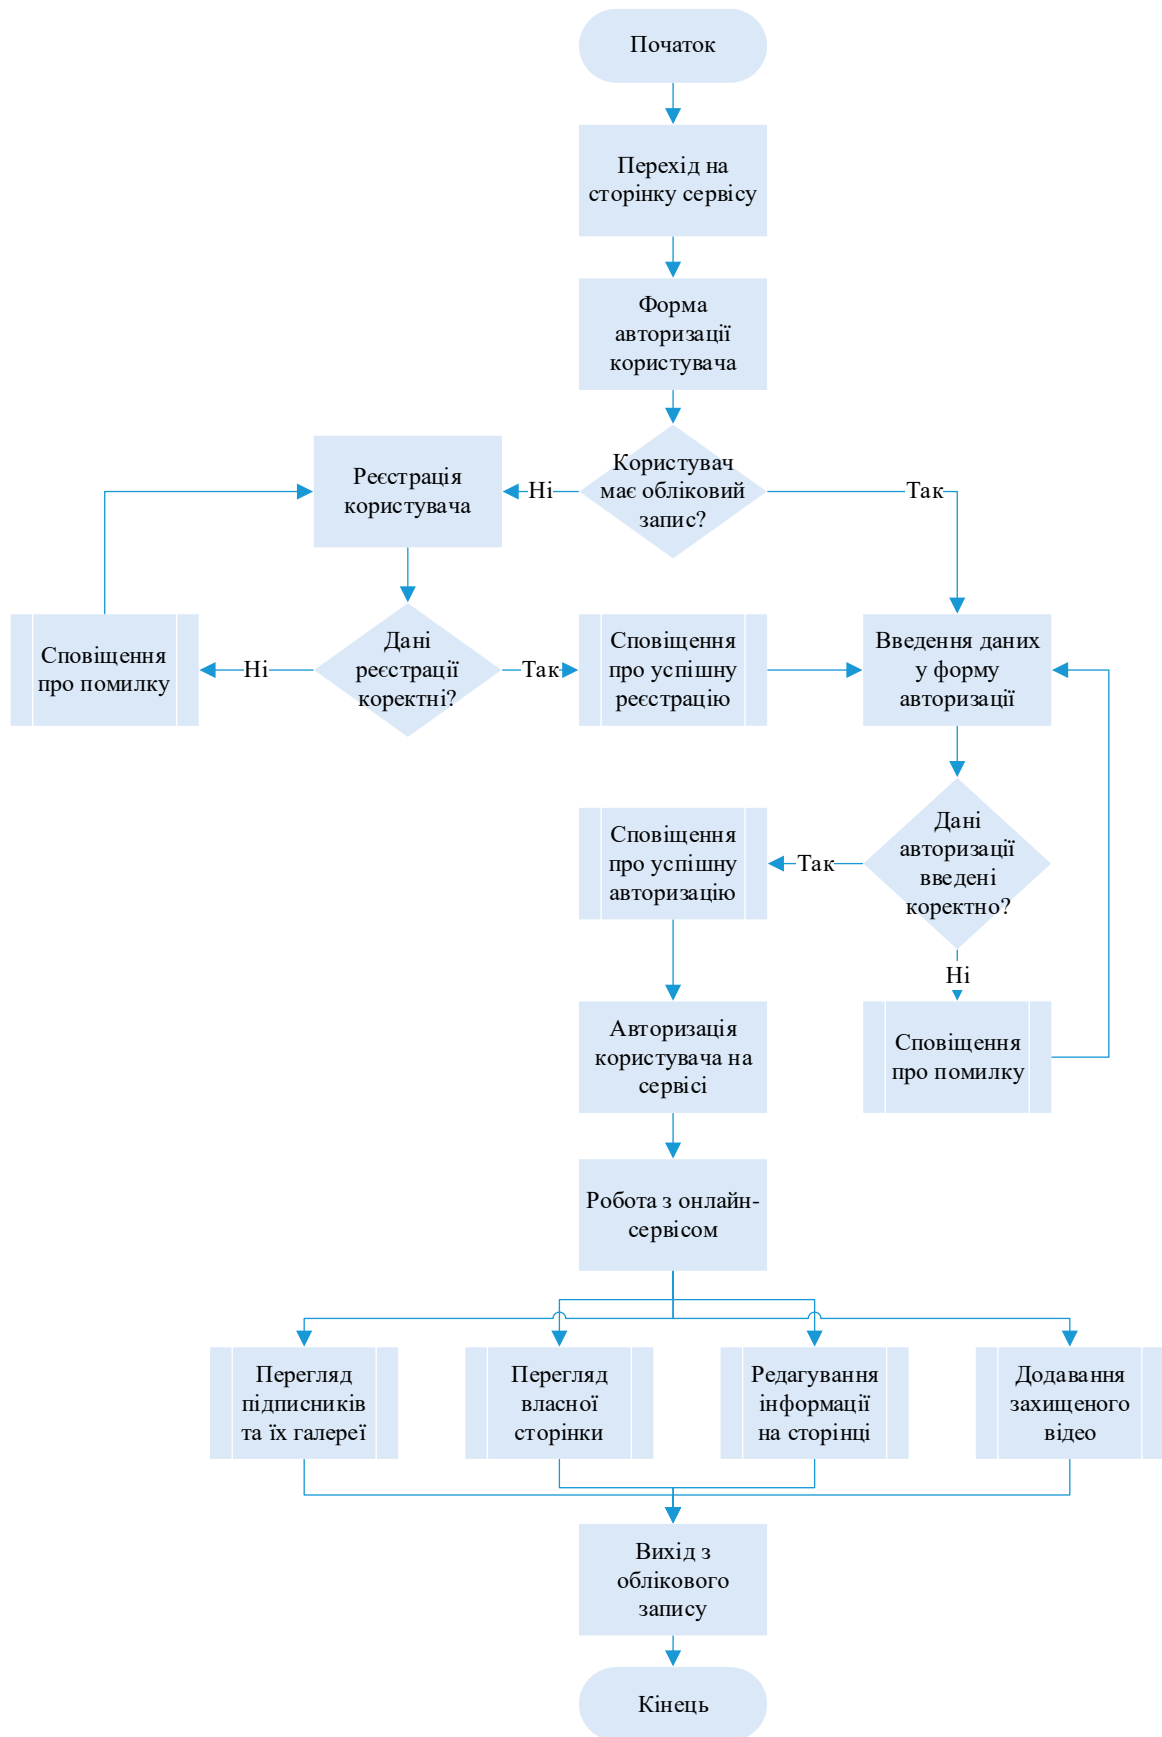 Початок
Перехід на
сторінку сервісу
Форма
авторизації
користувача
Користувач
має обліковий
запис?
Ні
Так
Реєстрація
користувача
Дані
реєстрації
коректні?
Ні
Так
Сповіщення
про помилку
Сповіщення
про успішну
реєстрацію
Введення даних
у форму
авторизації
Дані
авторизації
введені
коректно?
Так
Ні
Сповіщення
про успішну
авторизацію
Сповіщення
про помилку
Авторизація
користувача на
сервісі
Робота з онлайн-
сервісом
Перегляд
підписників
та їх галереї
Перегляд
власної
сторінки
Редагування
інформації
на сторінці
Додавання
захищеного
відео
Вихід з
облікового
запису
Кінець